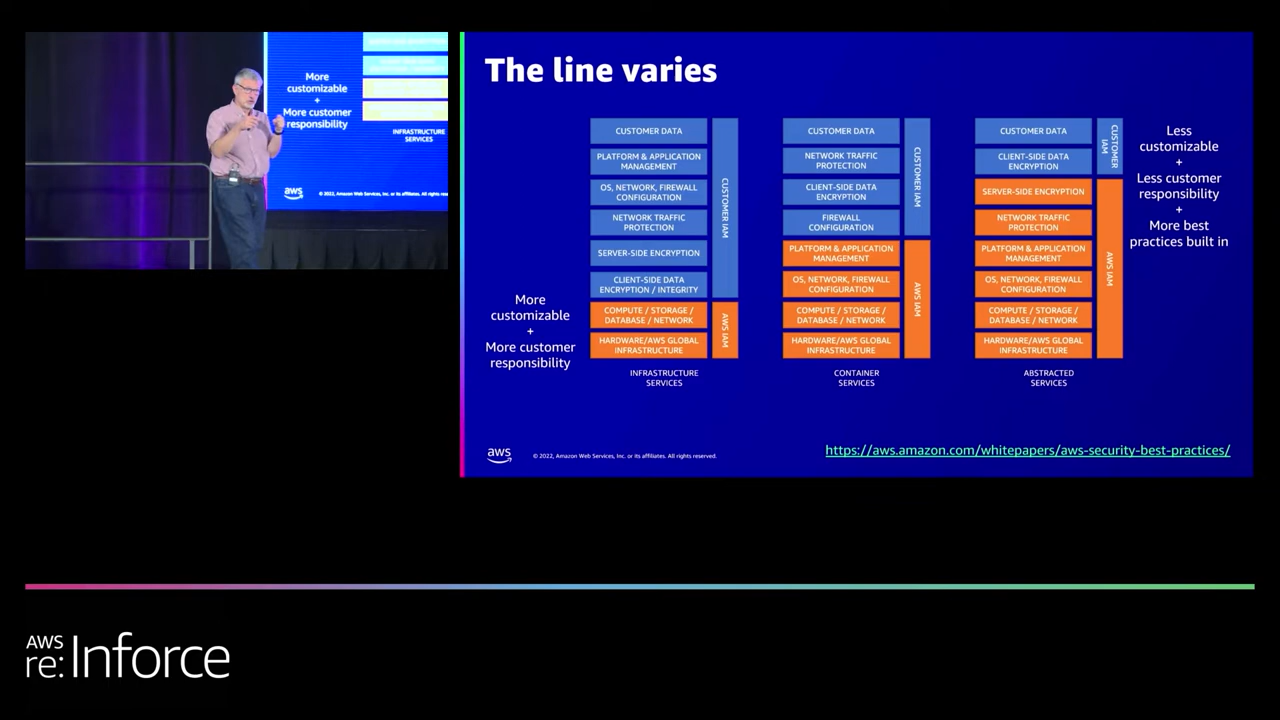 More
customizable
+
More customer
responsibility
INFRASTRUCTURE
SERVICES
aws
© 2022, Amazon Web Services, Inc. or its affiliates. All rights rese
The line varies
CUSTOMER DATA
PLATFORM & APPLICATION
MANAGEMENT
OS, NETWORK, FIREWALL
CONFIGURATION
NETWORK TRAFFIC
PROTECTION
SERVER-SIDE ENCRYPTION
CLIENT-SIDE DATA
ENCRYPTION / INTEGRITY
COMPUTE / STORAGE /
DATABASE / NETWORK
HARDWARE/AWS GLOBAL
INFRASTRUCTURE
CUSTOMER IAM
AWS IAM
INFRASTRUCTURE
SERVICES
More
customizable
+
More customer
responsibility
CUSTOMER DATA
NETWORK TRAFFIC
PROTECTION
CLIENT-SIDE DATA
ENCRYPTION
FIREWALL
CONFIGURATION
PLATFORM & APPLICATION
MANAGEMENT
OS, NETWORK, FIREWALL
CONFIGURATION
COMPUTE / STORAGE /
DATABASE / NETWORK
HARDWARE/AWS GLOBAL
INFRASTRUCTURE
CUSTOMER IAM
AWS IAM
CONTAINER
SERVICES
CUSTOMER DATA
CLIENT-SIDE DATA
ENCRYPTION
SERVER-SIDE ENCRYPTION
NETWORK TRAFFIC
PROTECTION
PLATFORM & APPLICATION
MANAGEMENT
OS, NETWORK, FIREWALL
CONFIGURATION
COMPUTE / STORAGE /
DATABASE / NETWORK
HARDWARE/AWS GLOBAL
INFRASTRUCTURE
CUSTOMER
IAM
AWS IAM
ABSTRACTED
SERVICES
Less
customizable
+
Less customer
responsibility
+
More best
practices built in
https://aws.amazon.com/whitepapers/aws-security-best-practices/
aws
© 2022, Amazon Web Services, Inc. or its affiliates. All rights reserved.
AWS
re:Inforce